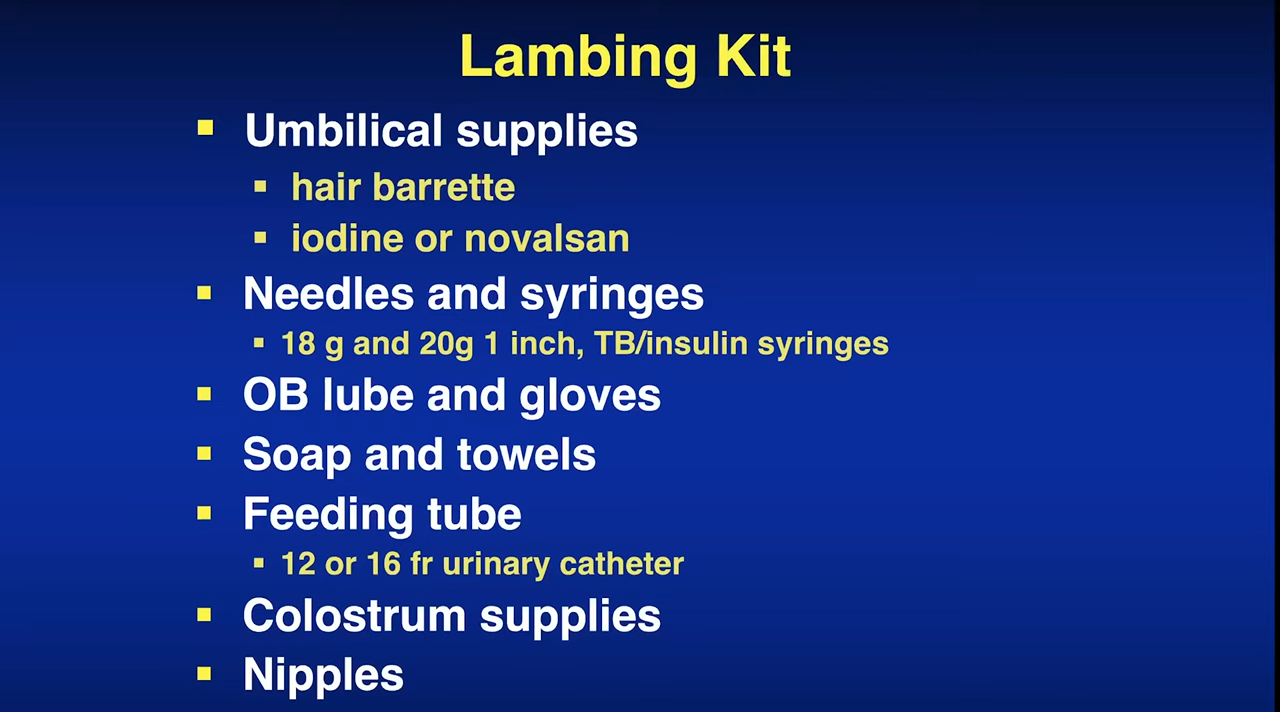 Lambing Kit
Umbilical supplies
hair barrette
iodine or novalsan
Needles and syringes
18 g and 20g 1 inch, TB/insulin syringes
OB lube and gloves
Soap and towels
Feeding tube
12 or 16 fr urinary catheter
Colostrum supplies
Nipples